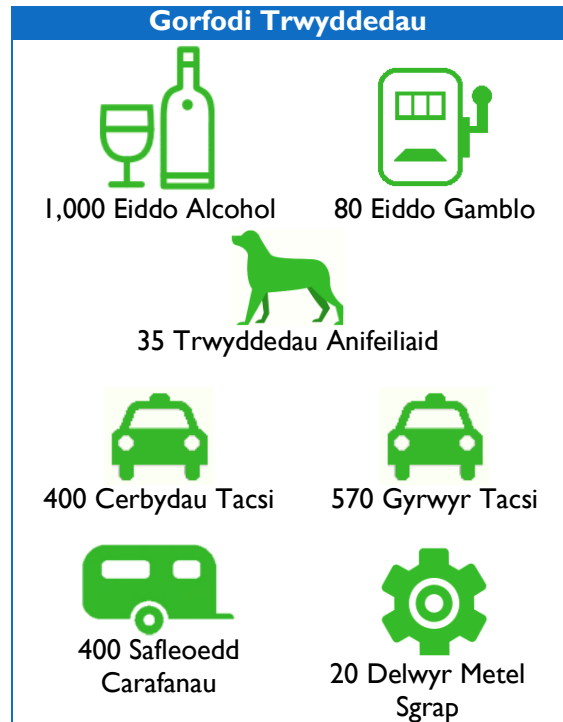 Gorfodi Trwyddedau
1,000 Eiddo Alcohol
80 Eiddo Gamblo
35 Trwyddedau Anifeiliaid
400 Cerbydau Tacsi
570 Gyrwyr Tacsi
400 Safleoedd
Carafanau
20 Delwyr Metel
Sgrap